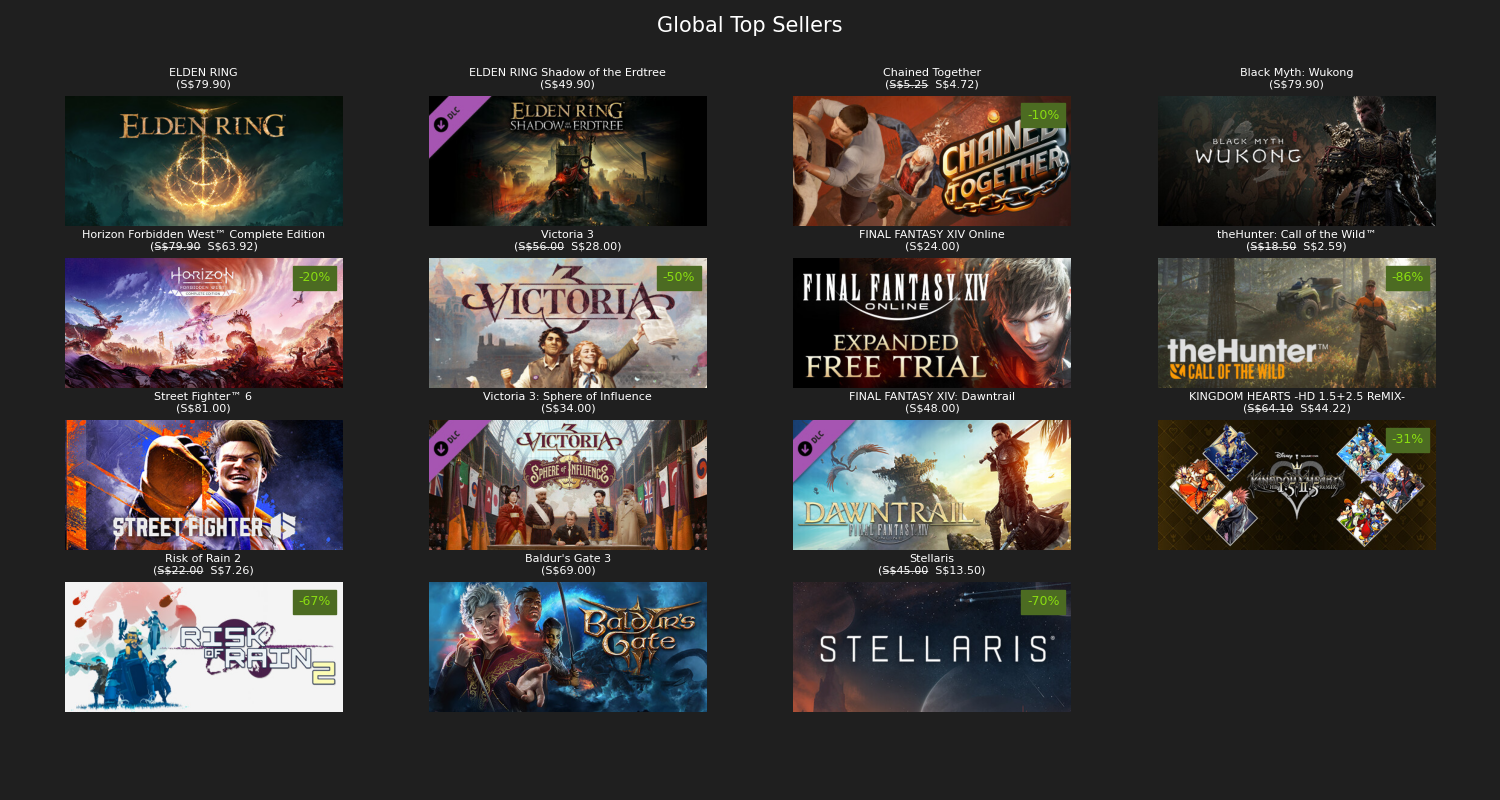 Global Top Sellers
ELDEN RING
(S$79.90)
ELDEN RING
ELDEN RING Shadow of the Erdtree
(S$49.90)
DLC
ELDEN RING
SHADOW OF THE ERDTREE
Chained Together
(S$5.25 S$4.72)
-10%
CHAINED
TOGETHER
Black Myth: Wukong
(S$79.90)
BLACK MYTH
WUKONG
Horizon Forbidden West™ Complete Edition
(S$79.90 S$63.92)
-20%
HORIZON
FORBIDDEN WEST
COMPLETE EDITION
Victoria 3
(S$56.00 S$28.00)
-50%
3
VICTORIA
FINAL FANTASY XIV Online
(S$24.00)
FINAL FANTASY XIV
ONLINE
EXPANDED
FREE TRIAL
theHunter: Call of the Wild™
(S$18.50 S$2.59)
-86%
theHunter™
CALL OF THE WILD
Street Fighter™ 6
(S$81.00)
STREET FIGHTER 6
Victoria 3: Sphere of Influence
(S$34.00)
DLC
3
VICTORIA
SPHERE OF INFLUENCE
FINAL FANTASY XIV: Dawntrail
(S$48.00)
DLC
DAWNTRAIL
FINAL FANTASY XIV
KINGDOM HEARTS -HD 1.5+2.5 ReMIX-
(S$64.10 S$44.22)
-31%
Disney
KINGDOM HEARTS
HD 1.5+2.5 ReMIX
Risk of Rain 2
(S$22.00 S$7.26)
-67%
RISK
OF RAIN
2
Baldur's Gate 3
(S$69.00)
BALDUR'S
GATE
Stellaris
(S$45.00 S$13.50)
-70%
STELLARIS®